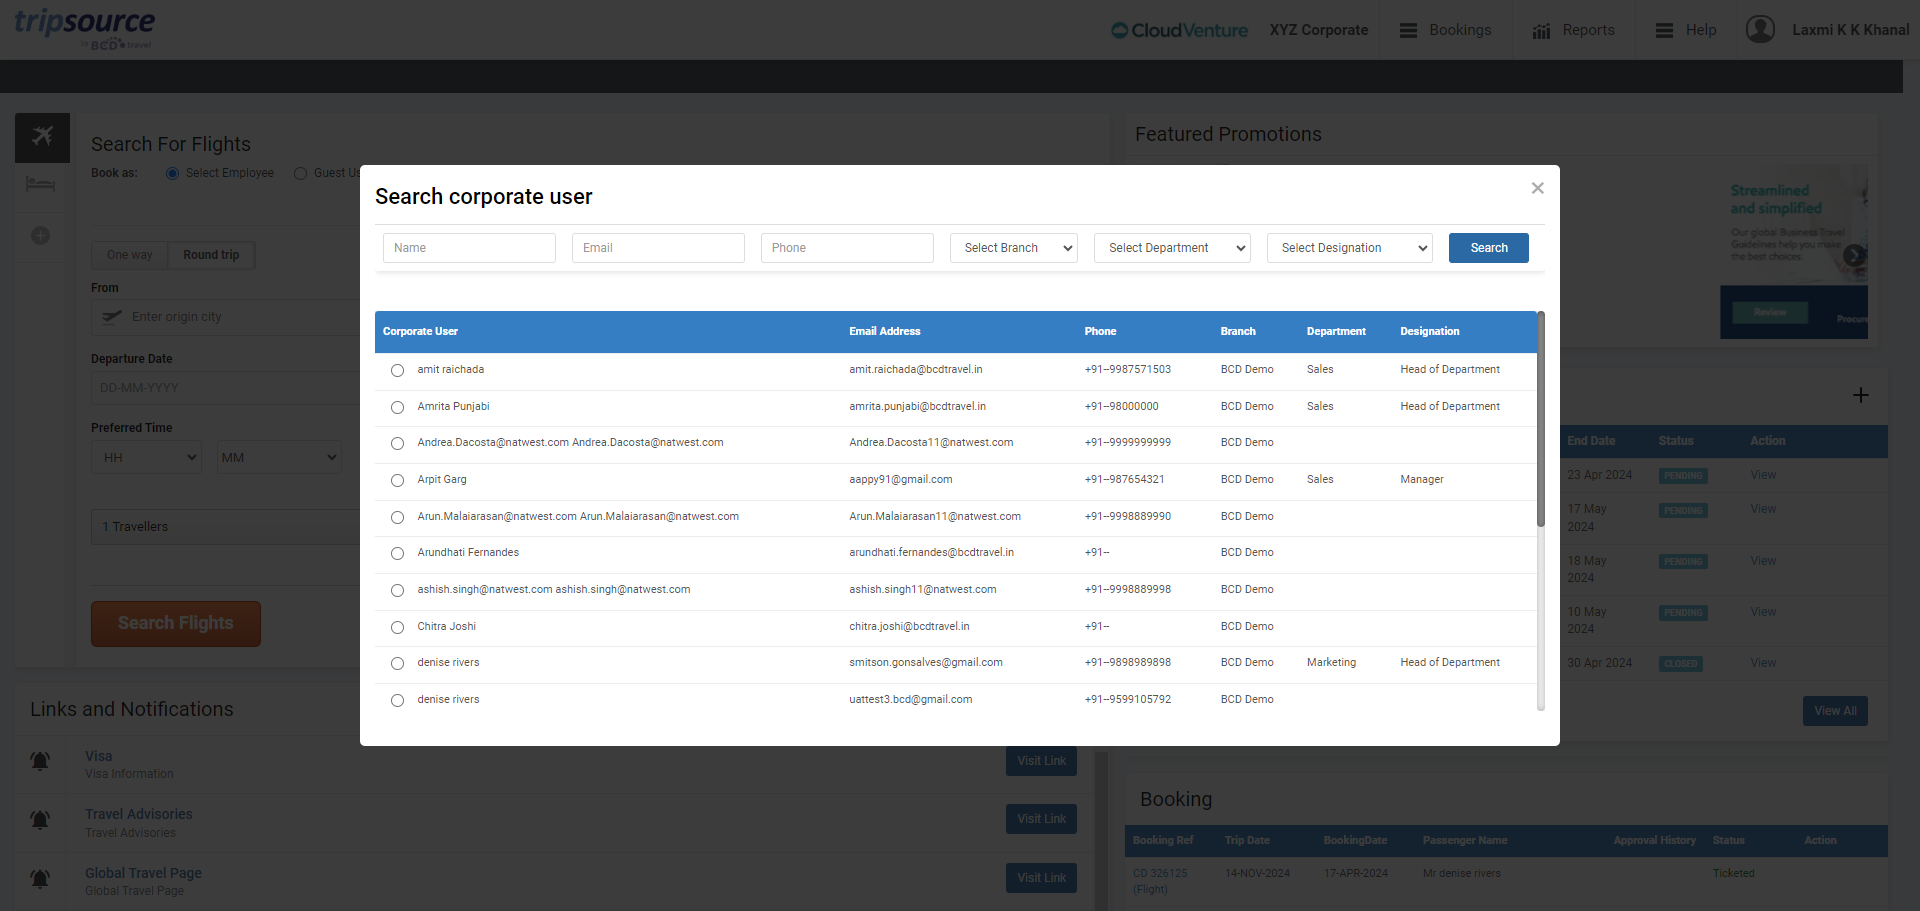 tripsource
by BCD travel
CloudVenture
XYZ Corporate
Bookings
Reports
Help
Laxmi K K Khanal
Search For Flights
Book as:
Select Employee
Guest Us
One way
Round trip
From
Enter origin city
Departure Date
DD-MM-YYYY
Preferred Time
HH
MM
1 Travellers
Search Flights
Featured Promotions
Streamlined
and simplified
Our global Business Travel
Guidelines help you make
the best choices.
Review
Procure
Search corporate user
×
Name
Email
Phone
Select Branch
Select Department
Select Designation
Search
Corporate User Email Address Phone Branch Department Designation
amit raichada amit.raichada@bcdtravel.in +91--9987571503 BCD Demo Sales Head of Department
Amrita Punjabi amrita.punjabi@bcdtravel.in +91--98000000 BCD Demo Sales Head of Department
Andrea.Dacosta@natwest.com Andrea.Dacosta@natwest.com Andrea.Dacosta11@natwest.com +91--9999999999 BCD Demo
Arpit Garg aappy91@gmail.com +91--987654321 BCD Demo Sales Manager
Arun.Malaiarasan@natwest.com Arun.Malaiarasan@natwest.com Arun.Malaiarasan11@natwest.com +91--9998889990 BCD Demo
Arundhati Fernandes arundhati.fernandes@bcdtravel.in +91-- BCD Demo
ashish.singh@natwest.com ashish.singh@natwest.com ashish.singh11@natwest.com +91--9998889998 BCD Demo
Chitra Joshi chitra.joshi@bcdtravel.in +91-- BCD Demo
denise rivers smitson.gonsalves@gmail.com +91--9898989898 BCD Demo Marketing Head of Department
denise rivers uattest3.bcd@gmail.com +91--9599105792 BCD Demo
End Date Status Action
23 Apr 2024 PENDING View
17 May
2024 PENDING View
18 May
2024 PENDING View
10 May
2024 PENDING View
30 Apr 2024 CLOSED View
View All
Links and Notifications
Visa
Visa Information
Visit Link
Travel Advisories
Travel Advisories
Visit Link
Global Travel Page
Global Travel Page
Visit Link
Booking
Booking Ref Trip Date BookingDate Passenger Name Approval History Status Action
CD 326125
(Flight) 14-NOV-2024 17-APR-2024 Mr denise rivers Ticketed